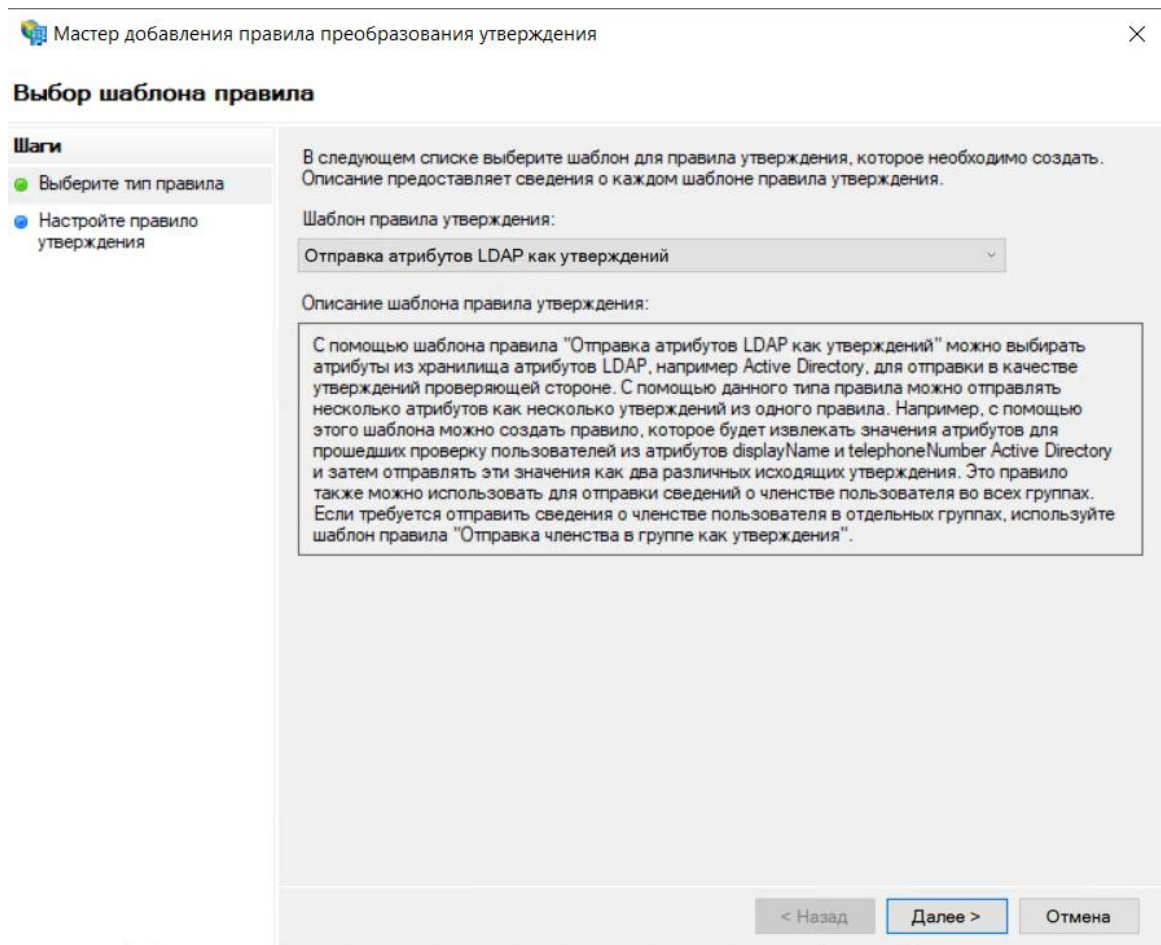 Мастер добавления правила преобразования утверждения
Выбор шаблона правила
Шаги
Выберите тип правила
Настройте правило
утверждения
В следующем списке выберите шаблон для правила утверждения, которое необходимо создать.
Описание предоставляет сведения о каждом шаблоне правила утверждения.
Шаблон правила утверждения:
Отправка атрибутов LDAP как утверждений
Описание шаблона правила утверждения:
С помощью шаблона правила "Отправка атрибутов LDAP как утверждений" можно выбирать
атрибуты из хранилища атрибутов LDAP, например Active Directory, для отправки в качестве
утверждений проверяющей стороне. С помощью данного типа правила можно отправлять
несколько атрибутов как несколько утверждений из одного правила. Например, с помощью
этого шаблона можно создать правило, которое будет извлекать значения атрибутов для
прошедших проверку пользователей из атрибутов displayName и telephoneNumber Active Directory
и затем отправлять эти значения как два различных исходящих утверждения. Это правило
также можно использовать для отправки сведений о членстве пользователя во всех группах.
Если требуется отправить сведения о членстве пользователя в отдельных группах, используйте
шаблон правила "Отправка членства в группе как утверждения".
< Назад
Далее >
Отмена